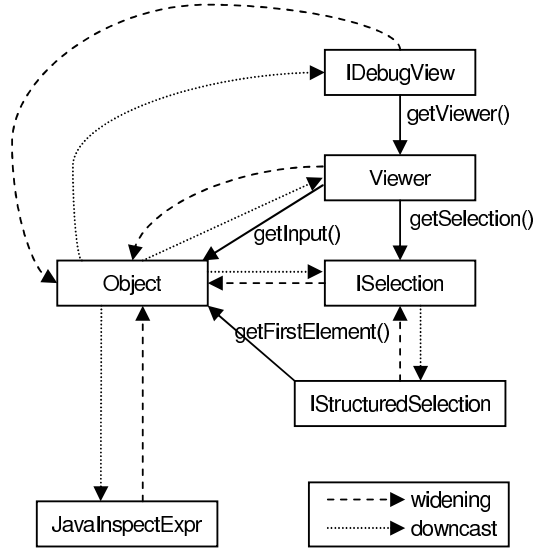 IDebugView
getViewer()
Viewer
getSelection()
getInput()
Object
ISelection
getFirstElement()
IStructuredSelection
JavaInspectExpr
widening
downcast